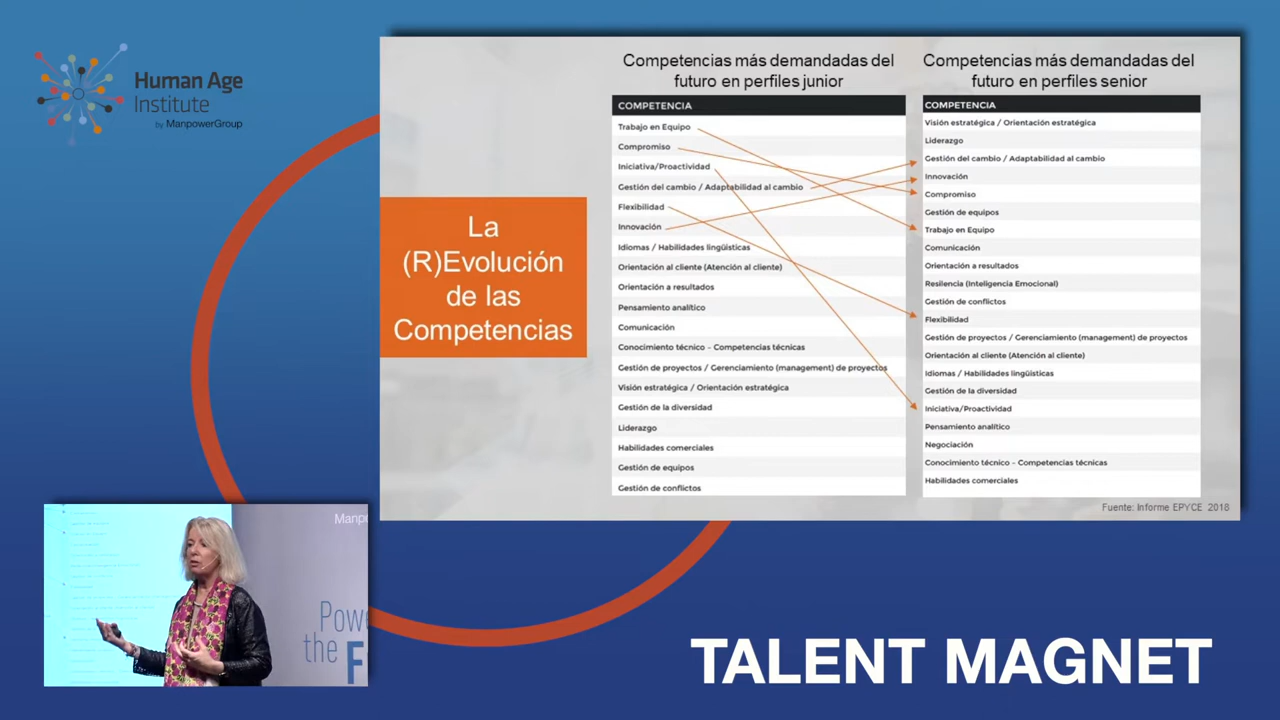 Human Age
Institute
by ManpowerGroup
La
(R)Evolución
de las
Competencias
Competencias más demandadas del
futuro en perfiles junior
COMPETENCIA
Trabajo en Equipo
Compromiso
Iniciativa/Proactividad
Gestión del cambio / Adaptabilidad al cambio
Flexibilidad
Innovación
Idiomas / Habilidades lingüísticas
Orientación al cliente (Atención al cliente)
Orientación a resultados
Pensamiento analítico
Comunicación
Conocimiento técnico – Competencias técnicas
Gestión de proyectos / Gerenciamiento (management) de proyectos
Visión estratégica / Orientación estratégica
Gestión de la diversidad
Liderazgo
Habilidades comerciales
Gestión de equipos
Gestión de conflictos
Competencias más demandadas del
futuro en perfiles senior
COMPETENCIA
Visión estratégica / Orientación estratégica
Liderazgo
Gestión del cambio / Adaptabilidad al cambio
Innovación
Compromiso
Gestión de equipos
Trabajo en Equipo
Comunicación
Orientación a resultados
Resilencia (Inteligencia Emocional)
Gestión de conflictos
Flexibilidad
Gestión de proyectos / Gerenciamiento (management) de proyectos
Orientación al cliente (Atención al cliente)
Idiomas / Habilidades lingüísticas
Gestión de la diversidad
Iniciativa/Proactividad
Pensamiento analítico
Negociación
Conocimiento técnico – Competencias técnicas
Habilidades comerciales
Fuente: Informe EPYCE 2018
Manp
Powe
the F
TALENT MAGNET